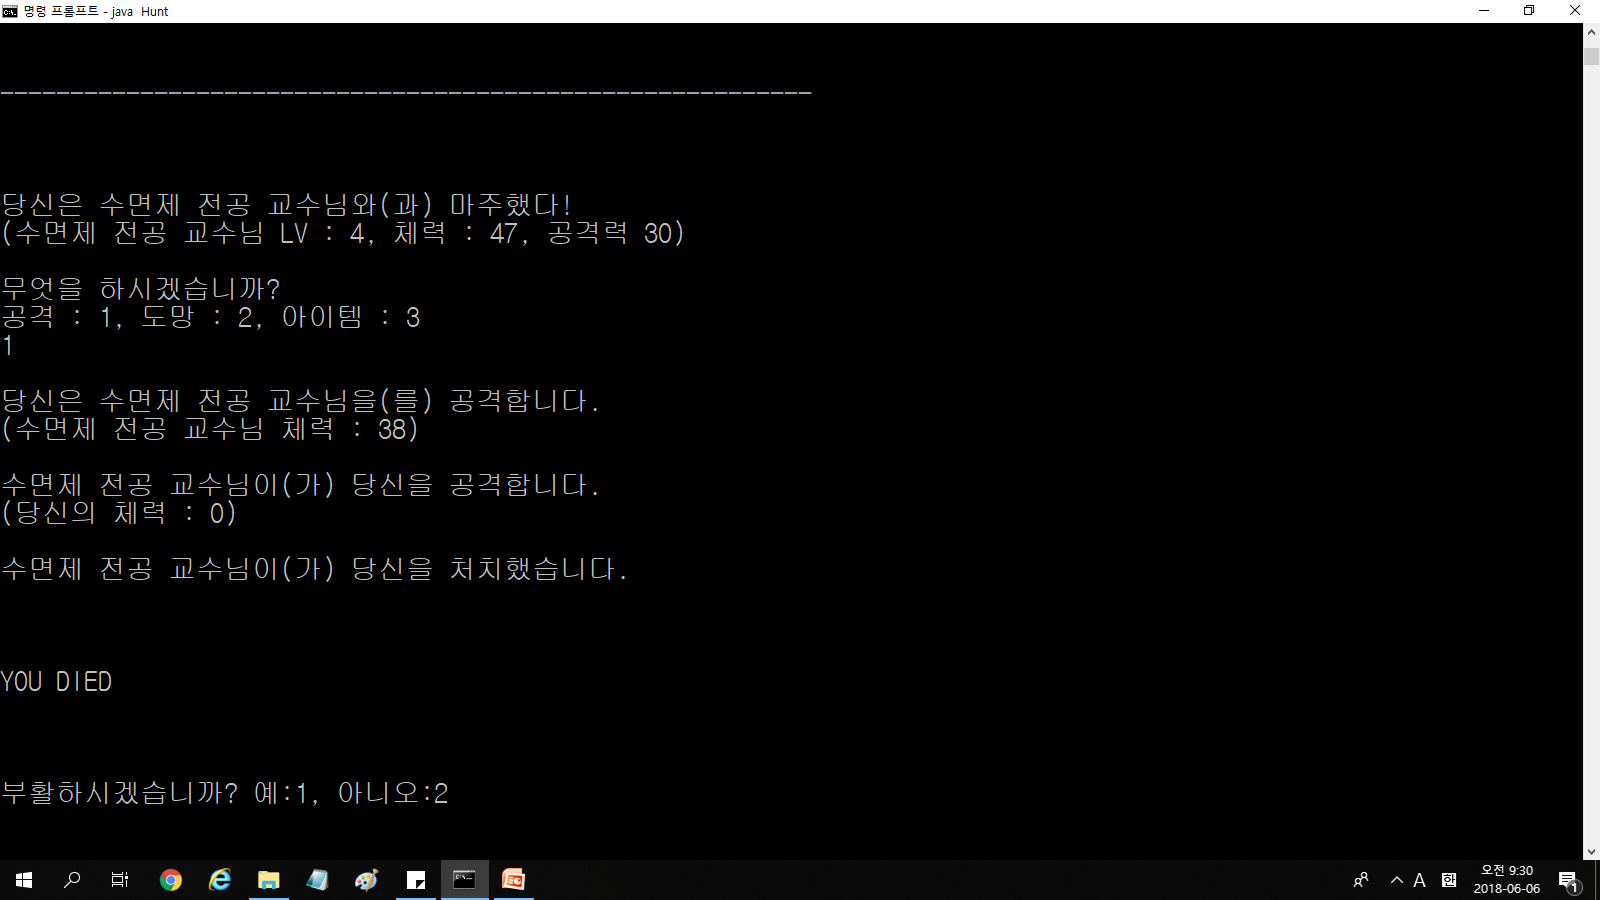 명령 프롬프트 - java  Hunt
----------------------------------------------------------
당신은 수면제 전공 교수님와(과) 마주했다!
(수면제 전공 교수님 LV : 4, 체력 : 47, 공격력 30)
무엇을 하시겠습니까?
공격 : 1, 도망 : 2, 아이템 : 3
1
당신은 수면제 전공 교수님을(를) 공격합니다.
(수면제 전공 교수님 체력 : 38)
수면제 전공 교수님이(가) 당신을 공격합니다.
(당신의 체력 : 0)
수면제 전공 교수님이(가) 당신을 처치했습니다.
YOU DIED
부활하시겠습니까? 예:1, 아니오:2
A 한 오전 9:30
2018-06-06
1